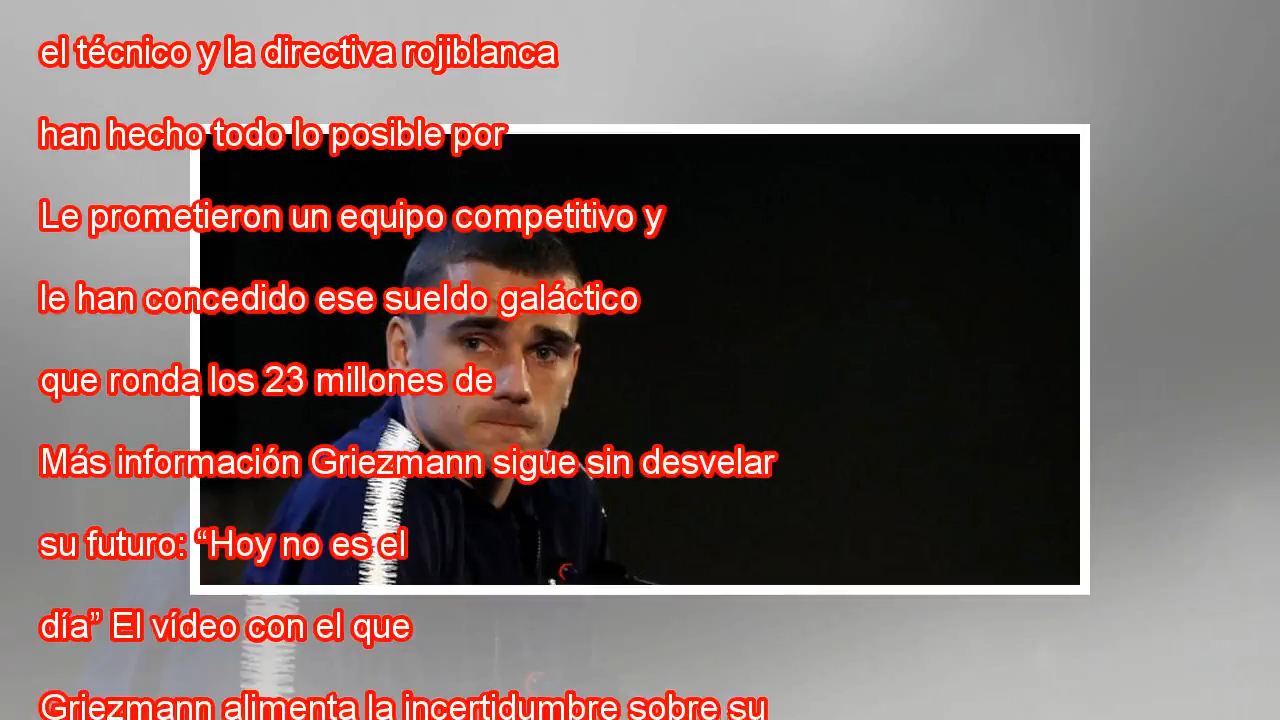 el técnico y la directiva rojiblanca
han hecho todo lo posible por
Le prometieron un equipo competitivo y
le han concedido ese sueldo galáctico
que ronda los 23 millones de
Más información Griezmann sigue sin desvelar
su futuro: “Hoy no es el
día” El vídeo con el que
Griezmann alimenta la incertidumbre sobre su